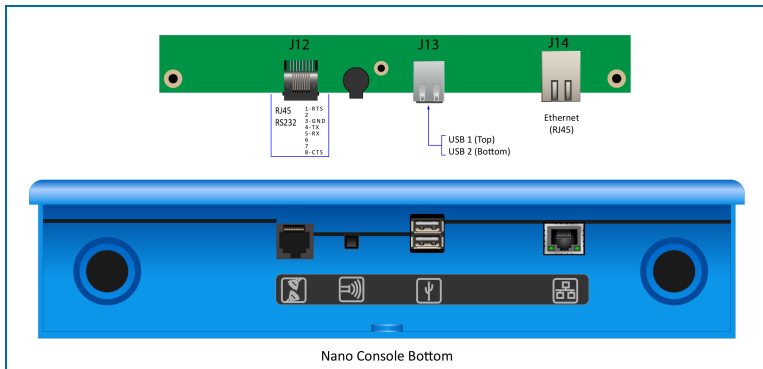 J12
J13
J14
RJ45
RS232
1-RTS
2
3-GND
4-TX
5-RX
6
7
8-CTS
USB 1 (Top)
USB 2 (Bottom)
Ethernet
(RJ45)
Nano Console Bottom